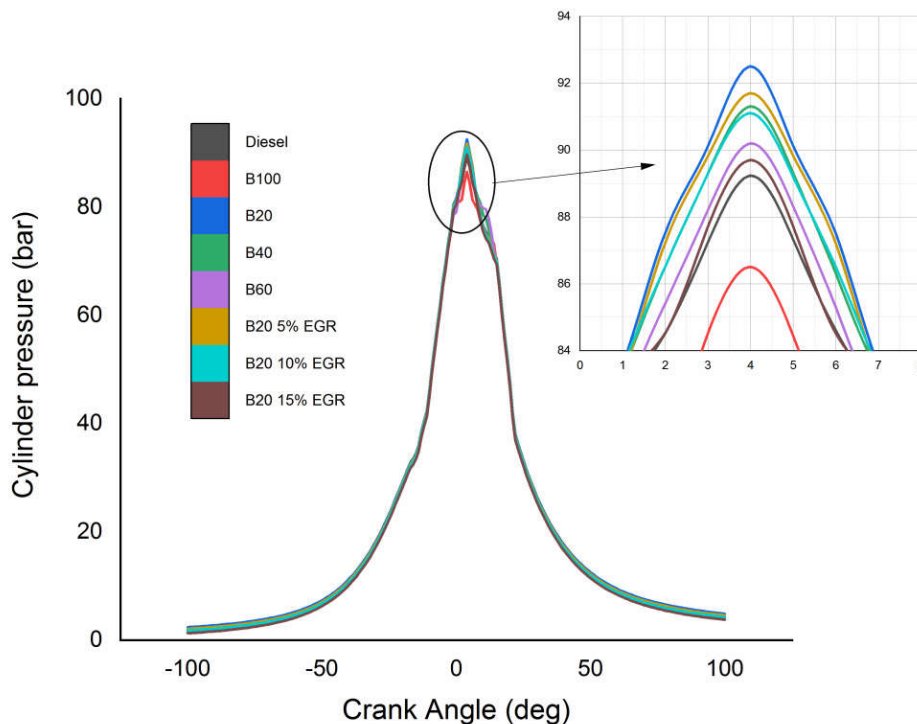 94
92
90
88
86
84
0 1 2 3 4 5 6 7 8
100
80
60
40
20
0
Cylinder pressure (bar)
Diesel
B100
B20
B40
B60
B20 5% EGR
B20 10% EGR
B20 15% EGR
-100 -50 0 50 100
Crank Angle (deg)